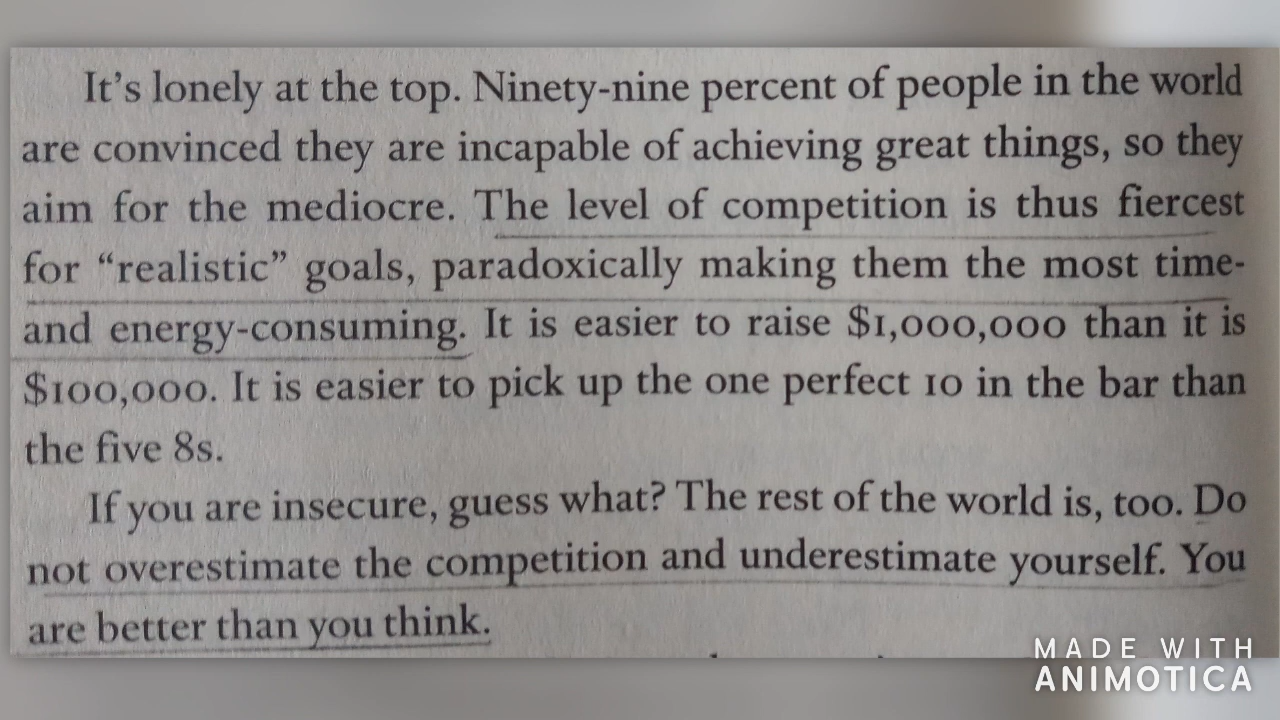 It's lonely at the top. Ninety-nine percent of people in the world
are convinced they are incapable of achieving great things, so they
aim for the mediocre. The level of competition is thus fiercest
for “realistic” goals, paradoxically making them the most time-
and energy-consuming. It is easier to raise $1,000,000 than it is
$100,000. It is easier to pick up the one perfect 10 in the bar than
the five 8s.
If you are insecure, guess what? The rest of the world is, too. Do
not overestimate the competition and underestimate yourself. You
are better than you think.
MADE WITH
ANIMOTICA